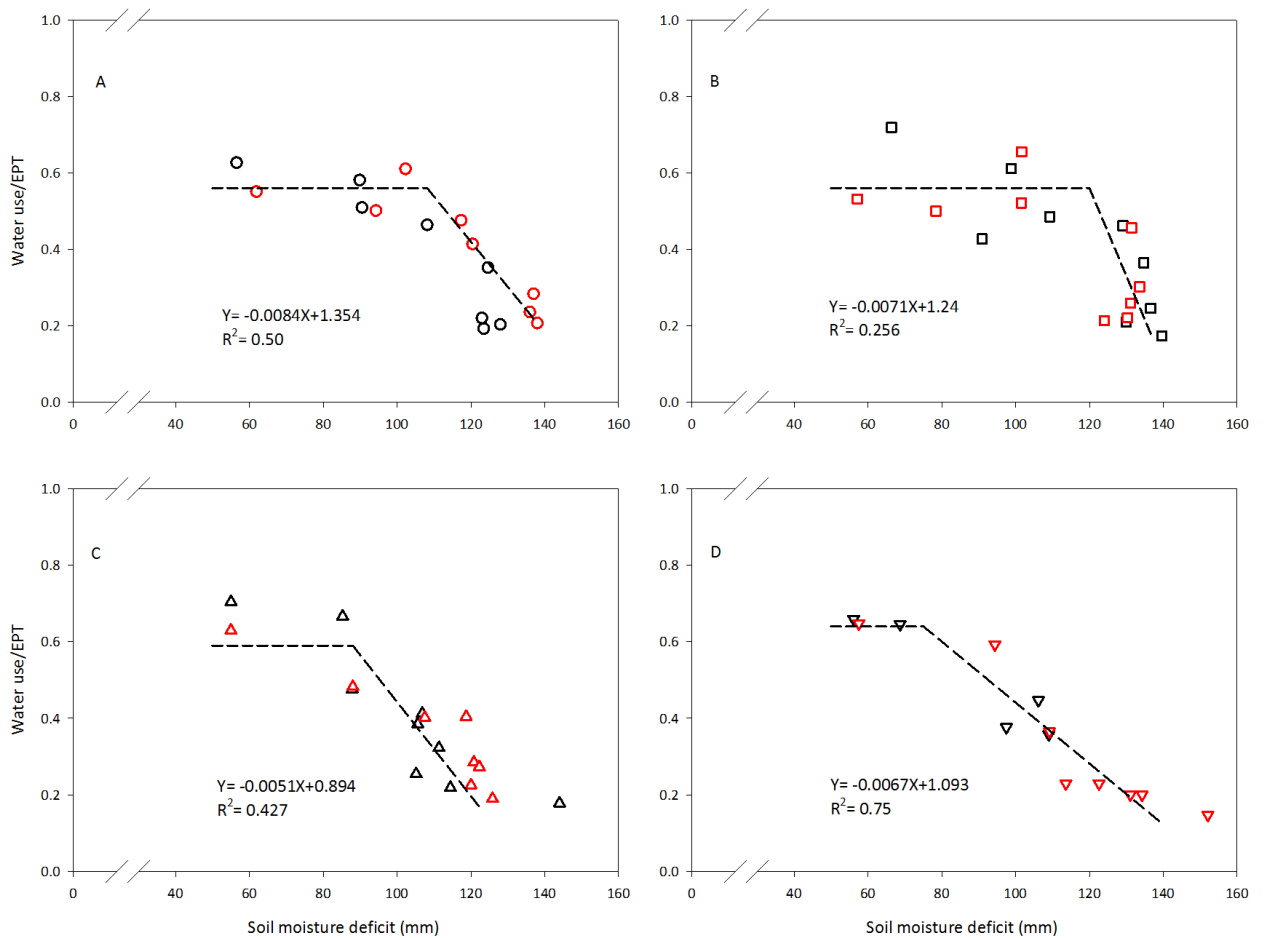 1.0
0.8
0.6
0.4
0.2
0.0
Water use/EPT
A
Y= -0.0084X+1.354
R2= 0.50
0 40 60 80 100 120 140 160
1.0
0.8
0.6
0.4
0.2
0.0
B
Y= -0.0071X+1.24
R2= 0.256
0 40 60 80 100 120 140 160
1.0
0.8
0.6
0.4
0.2
0.0
Water use/EPT
C
Y= -0.0051X+0.894
R2= 0.427
0 40 60 80 100 120 140 160
Soil moisture deficit (mm)
1.0
0.8
0.6
0.4
0.2
0.0
D
Y= -0.0067X+1.093
R2= 0.75
0 40 60 80 100 120 140 160
Soil moisture deficit (mm)